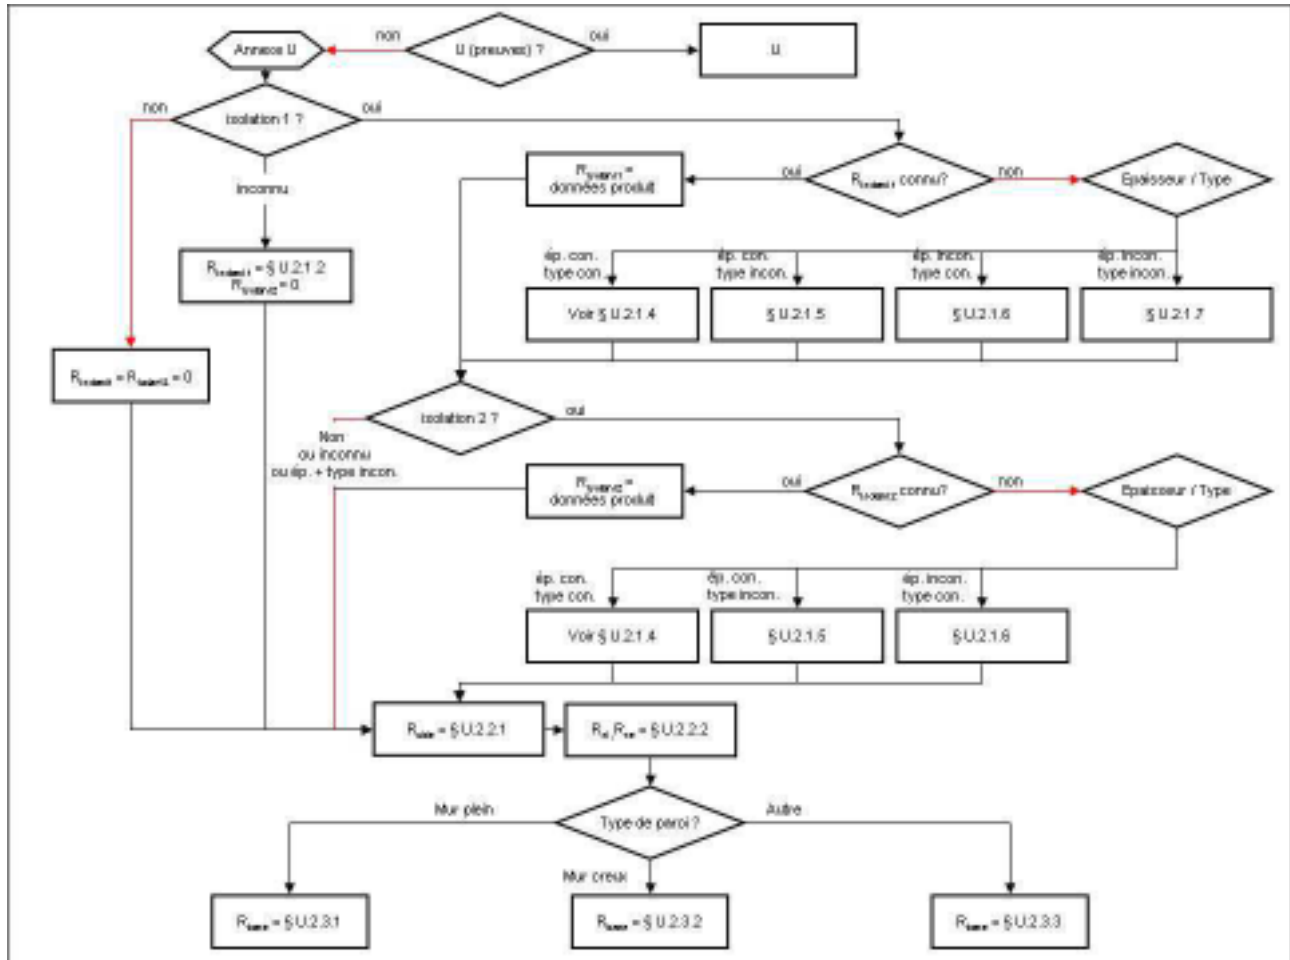 non
oui
Annexe U
U (preuves) ?
U
non
oui
isolation 1 ?
inconnu
R =
données produit
oui
R connu?
non
Epaisseur / Type
R = § U.2.1.2
R = 0
ép. con.
type con.
ép. con.
type incon.
ép. incon.
type con.
ép. incon.
type incon.
Voir § U.2.1.4
§ U.2.1.5
§ U.2.1.6
§ U.2.1.7
R = R = 0
isolation 2 ?
oui
Non
ou inconnu
ou ép. + type incon.
R =
données produit
oui
R connu?
non
Epaisseur / Type
ép. con.
type con.
ép. con.
type incon.
ép. incon.
type con.
Voir § U.2.1.4
§ U.2.1.5
§ U.2.1.6
R = § U.2.2.1
R , R = § U.2.2.2
Mur plein
Type de paroi ?
Autre
Mur creux
R = § U.2.3.1
R = § U.2.3.2
R = § U.2.3.3